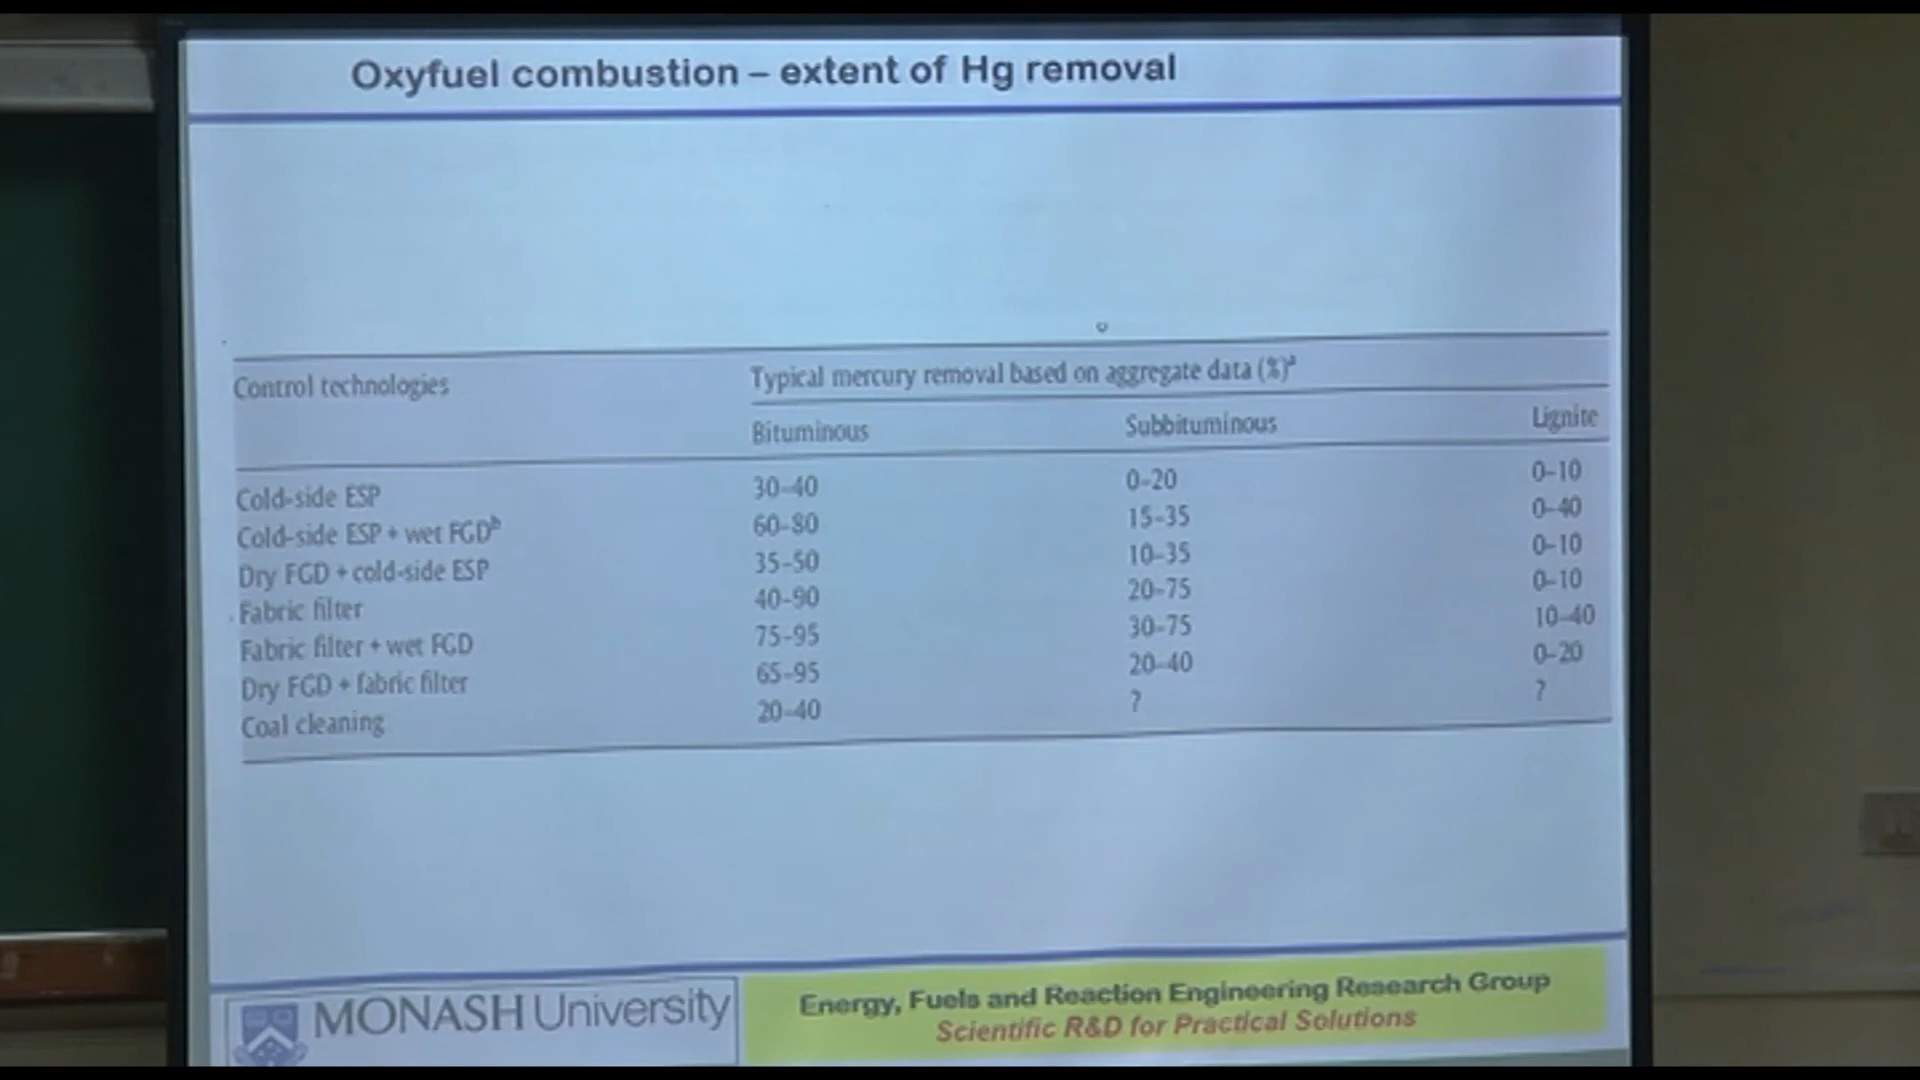 Oxyfuel combustion – extent of Hg removal
Control technologies Typical mercury removal based on aggregate data (%)ᵃ
Bituminous Subbituminous Lignite
Cold-side ESP 30–40 0–20 0–10
Cold-side ESP + wet FGDᵇ 60–80 15–35 0–40
Dry FGD + cold-side ESP 35–50 10–35 0–10
Fabric filter 40–90 20–75 0–10
Fabric filter + wet FGD 75–95 30–75 10–40
Dry FGD + fabric filter 65–95 20–40 0–20
Coal cleaning 20–40 ? ?
MONASH University
Energy, Fuels and Reaction Engineering Research Group
Scientific R&D for Practical Solutions